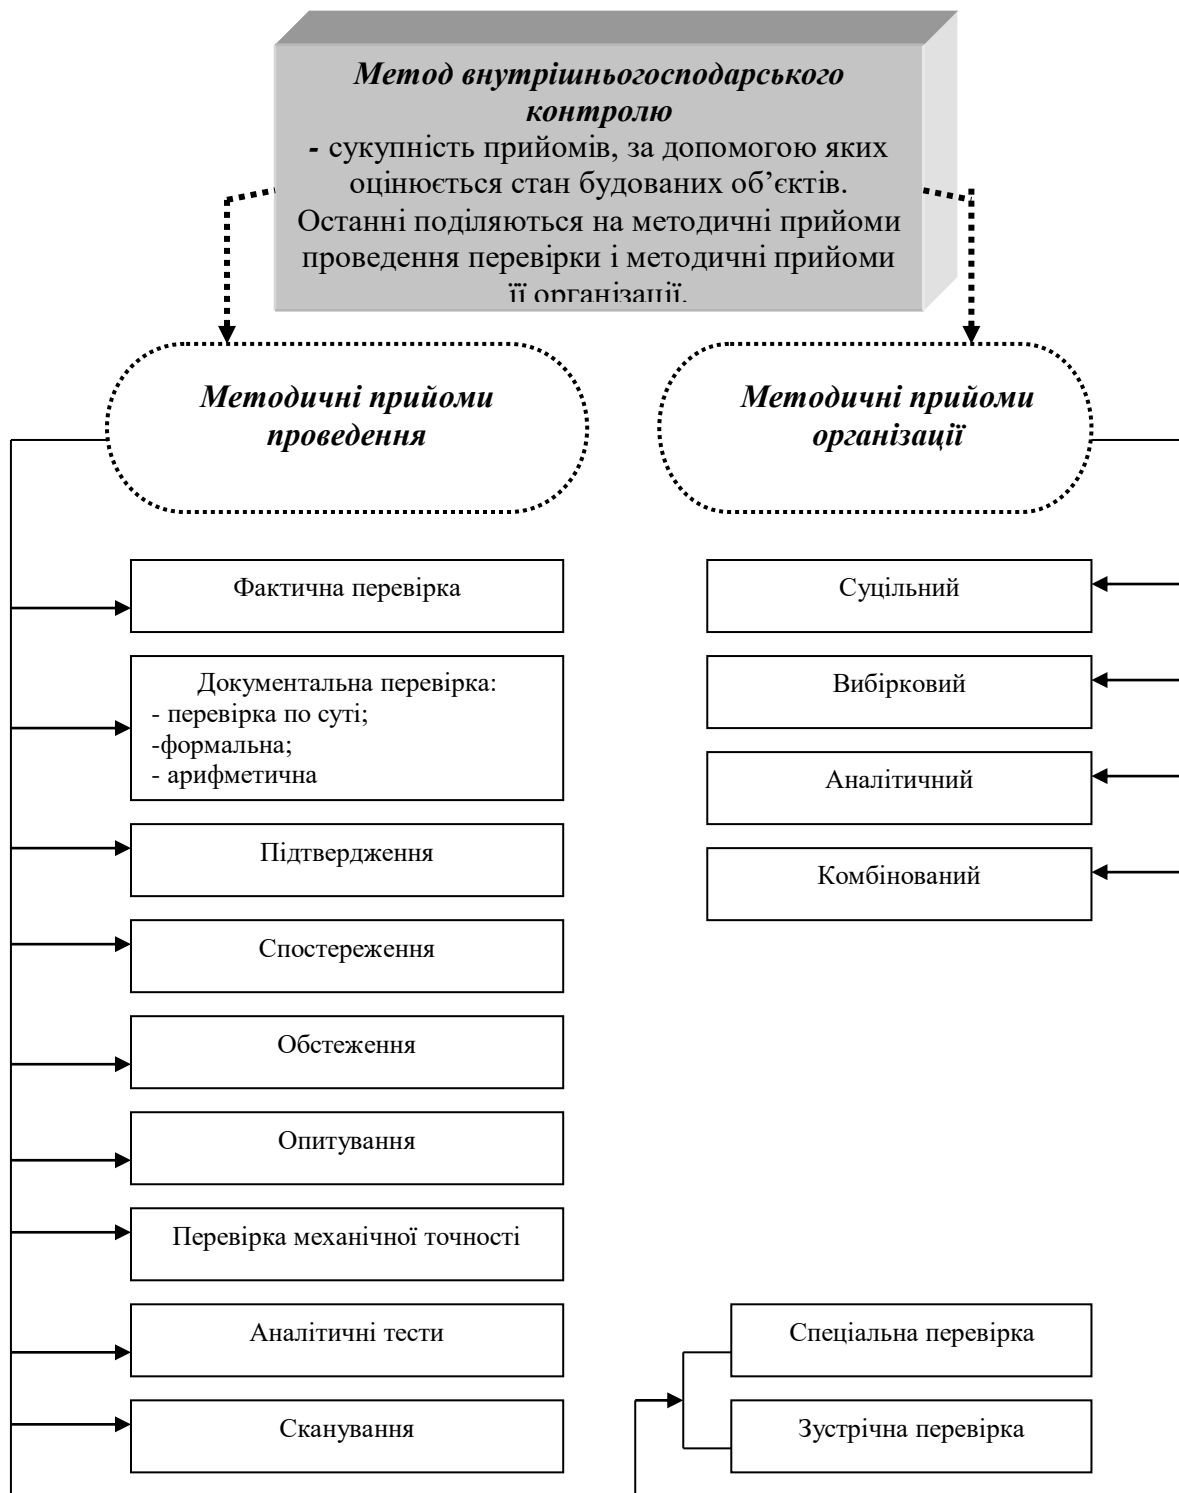 Метод внутрішньогосподарського
контролю
- сукупність прийомів, за допомогою яких
оцінюється стан будованих об’єктів.
Останні поділяються на методичні прийоми
проведення перевірки і методичні прийоми
її організації.
Методичні прийоми
проведення
Методичні прийоми
організації
Фактична перевірка
Документальна перевірка:
- перевірка по суті;
-формальна;
- арифметична
Підтвердження
Спостереження
Обстеження
Опитування
Перевірка механічної точності
Аналітичні тести
Сканування
Суцільний
Вибірковий
Аналітичний
Комбінований
Спеціальна перевірка
Зустрічна перевірка